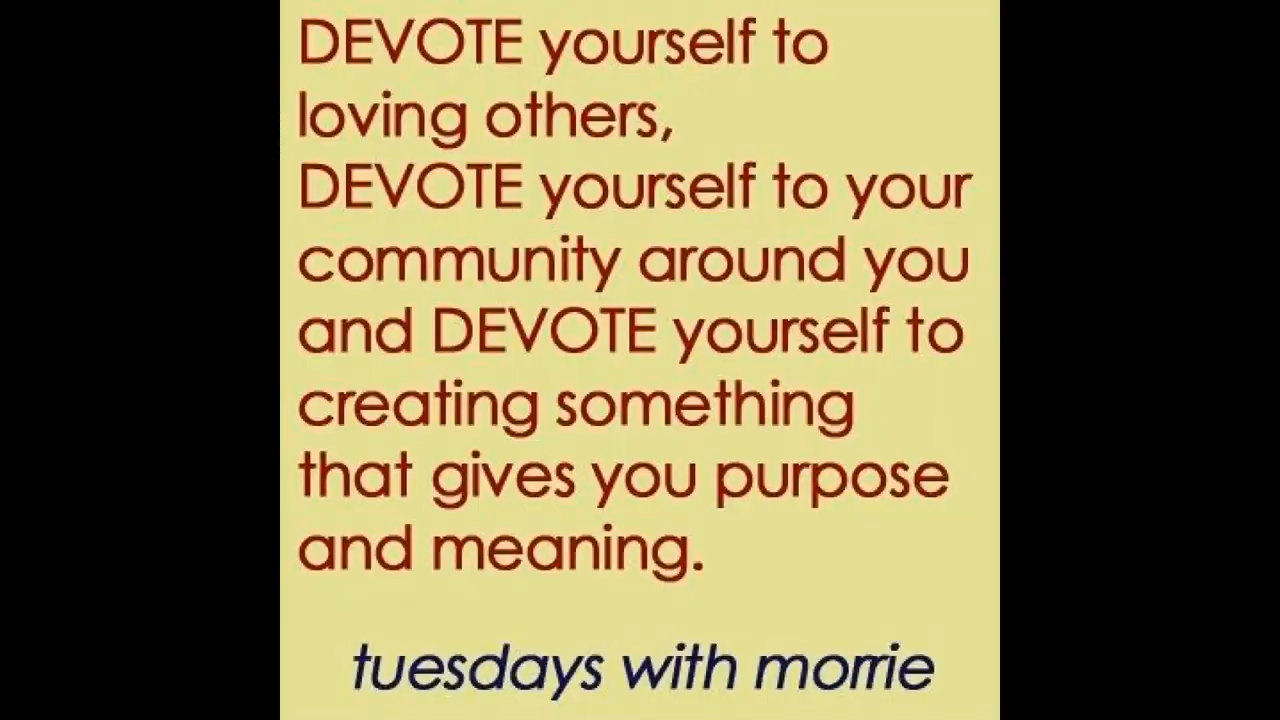 DEVOTE yourself to
loving others,
DEVOTE yourself to your
community around you
and DEVOTE yourself to
creating something
that gives you purpose
and meaning.
tuesdays with morrie